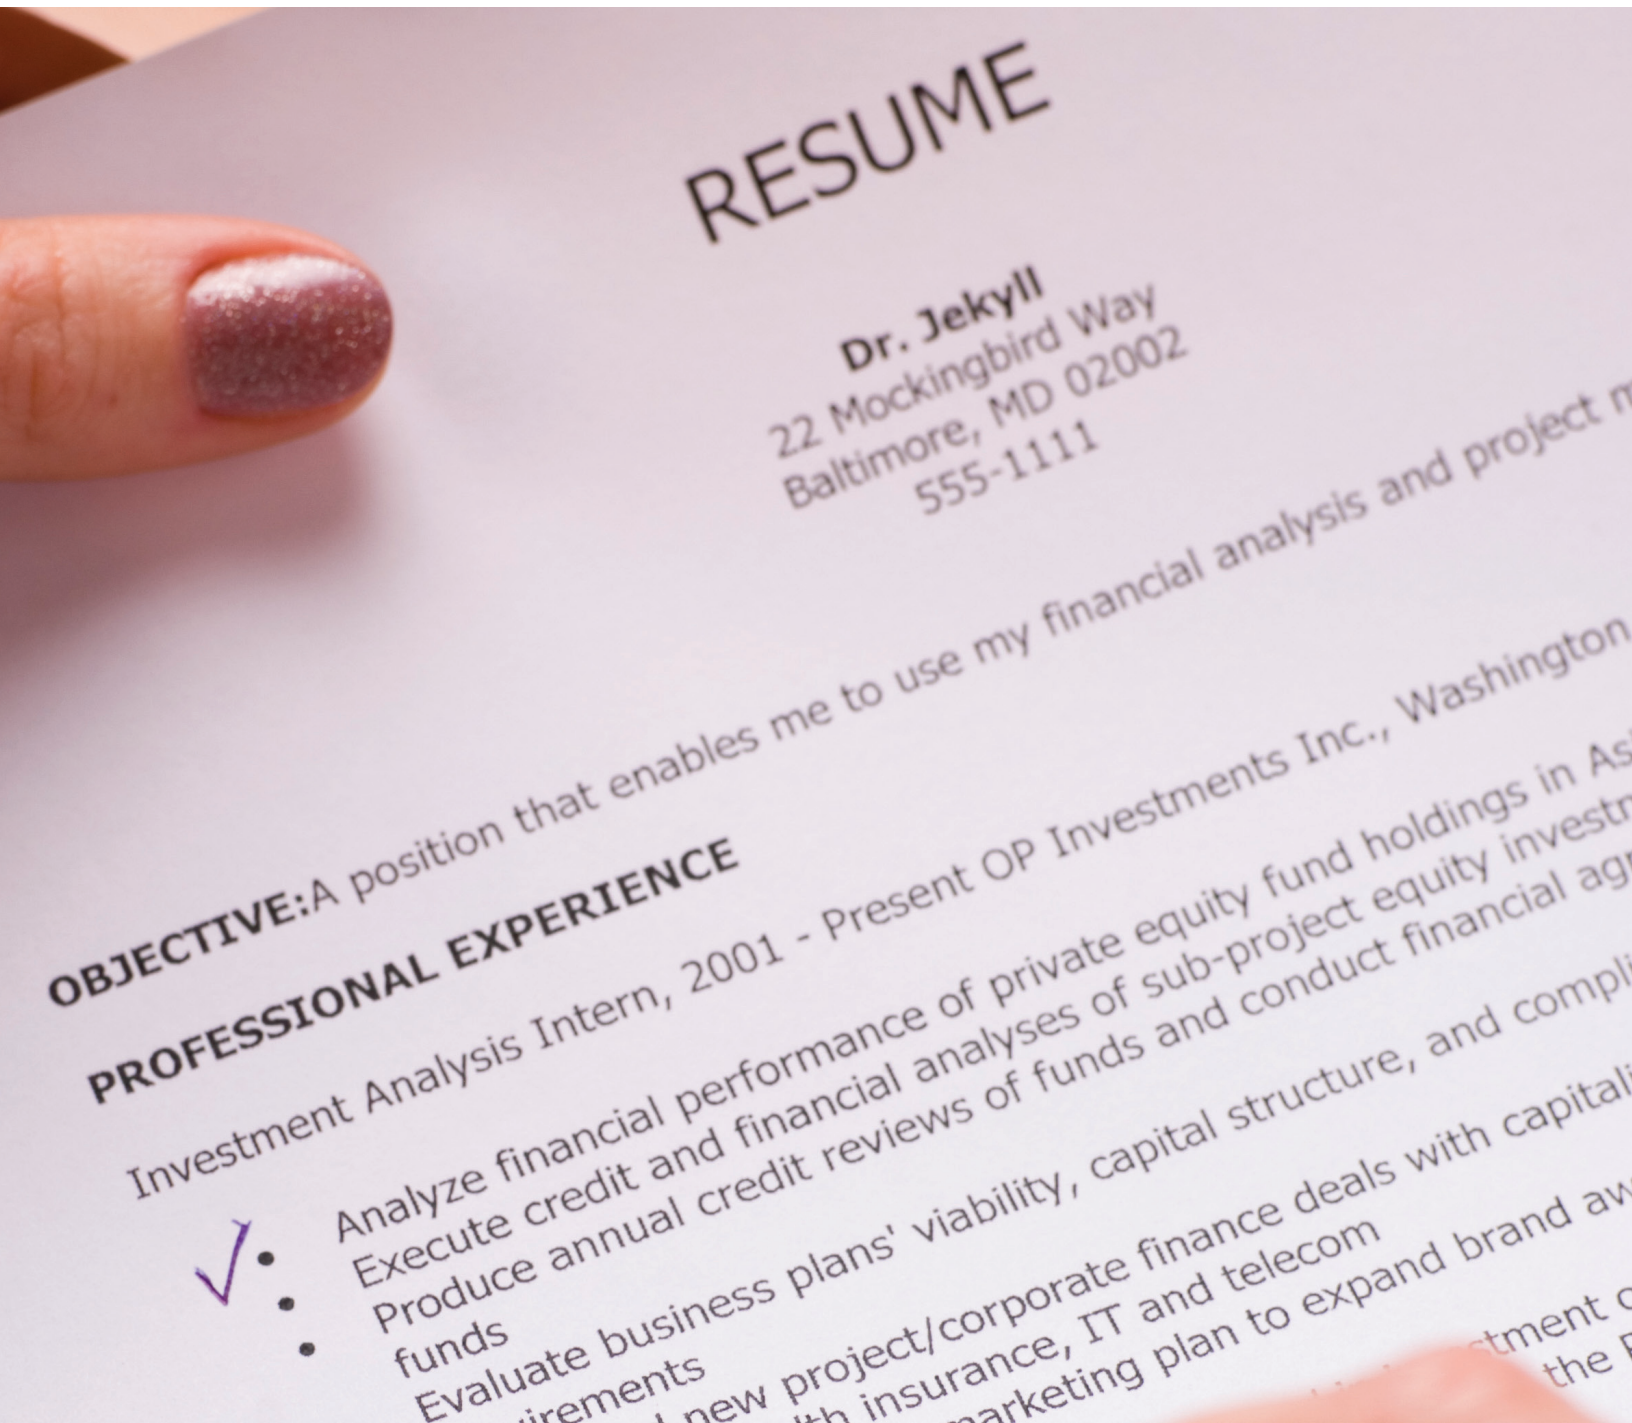 RESUME
Dr. Jekyll
22 Mockingbird Way
Baltimore, MD 02002
555-1111
OBJECTIVE:A position that enables me to use my financial analysis and project
PROFESSIONAL EXPERIENCE
Investment Analysis Intern, 2001 - Present OP Investments Inc., Washington
• Analyze financial performance of private equity fund holdings in
• Execute credit and financial analyses of sub-project equity
• Produce annual credit reviews of funds and conduct financial
funds
Evaluate business plans' viability, capital structure, and
new project/corporate finance deals with
insurance, IT and telecom
marketing plan to expand brand
the